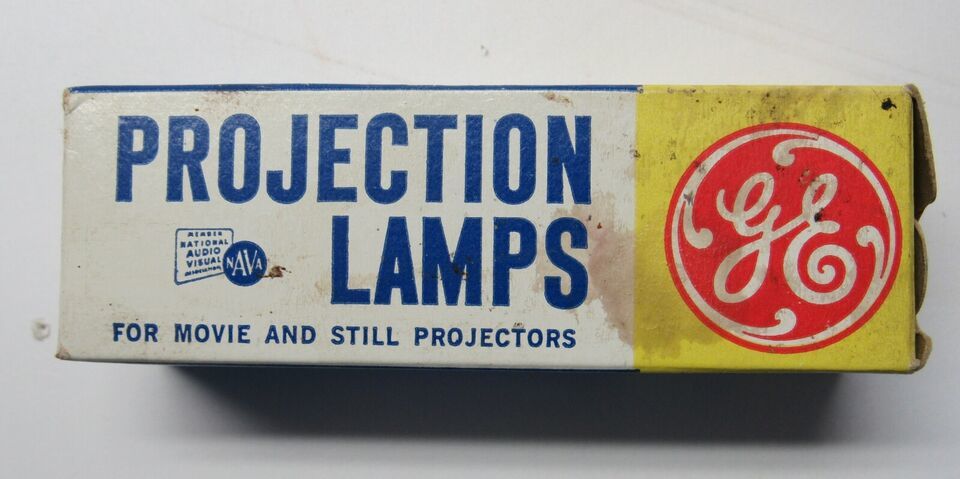 PROJECTION
LAMPS
MEMBER
NATIONAL
AUDIO
VISUAL
ASSOCIATION
NAVA
FOR MOVIE AND STILL PROJECTORS
GE